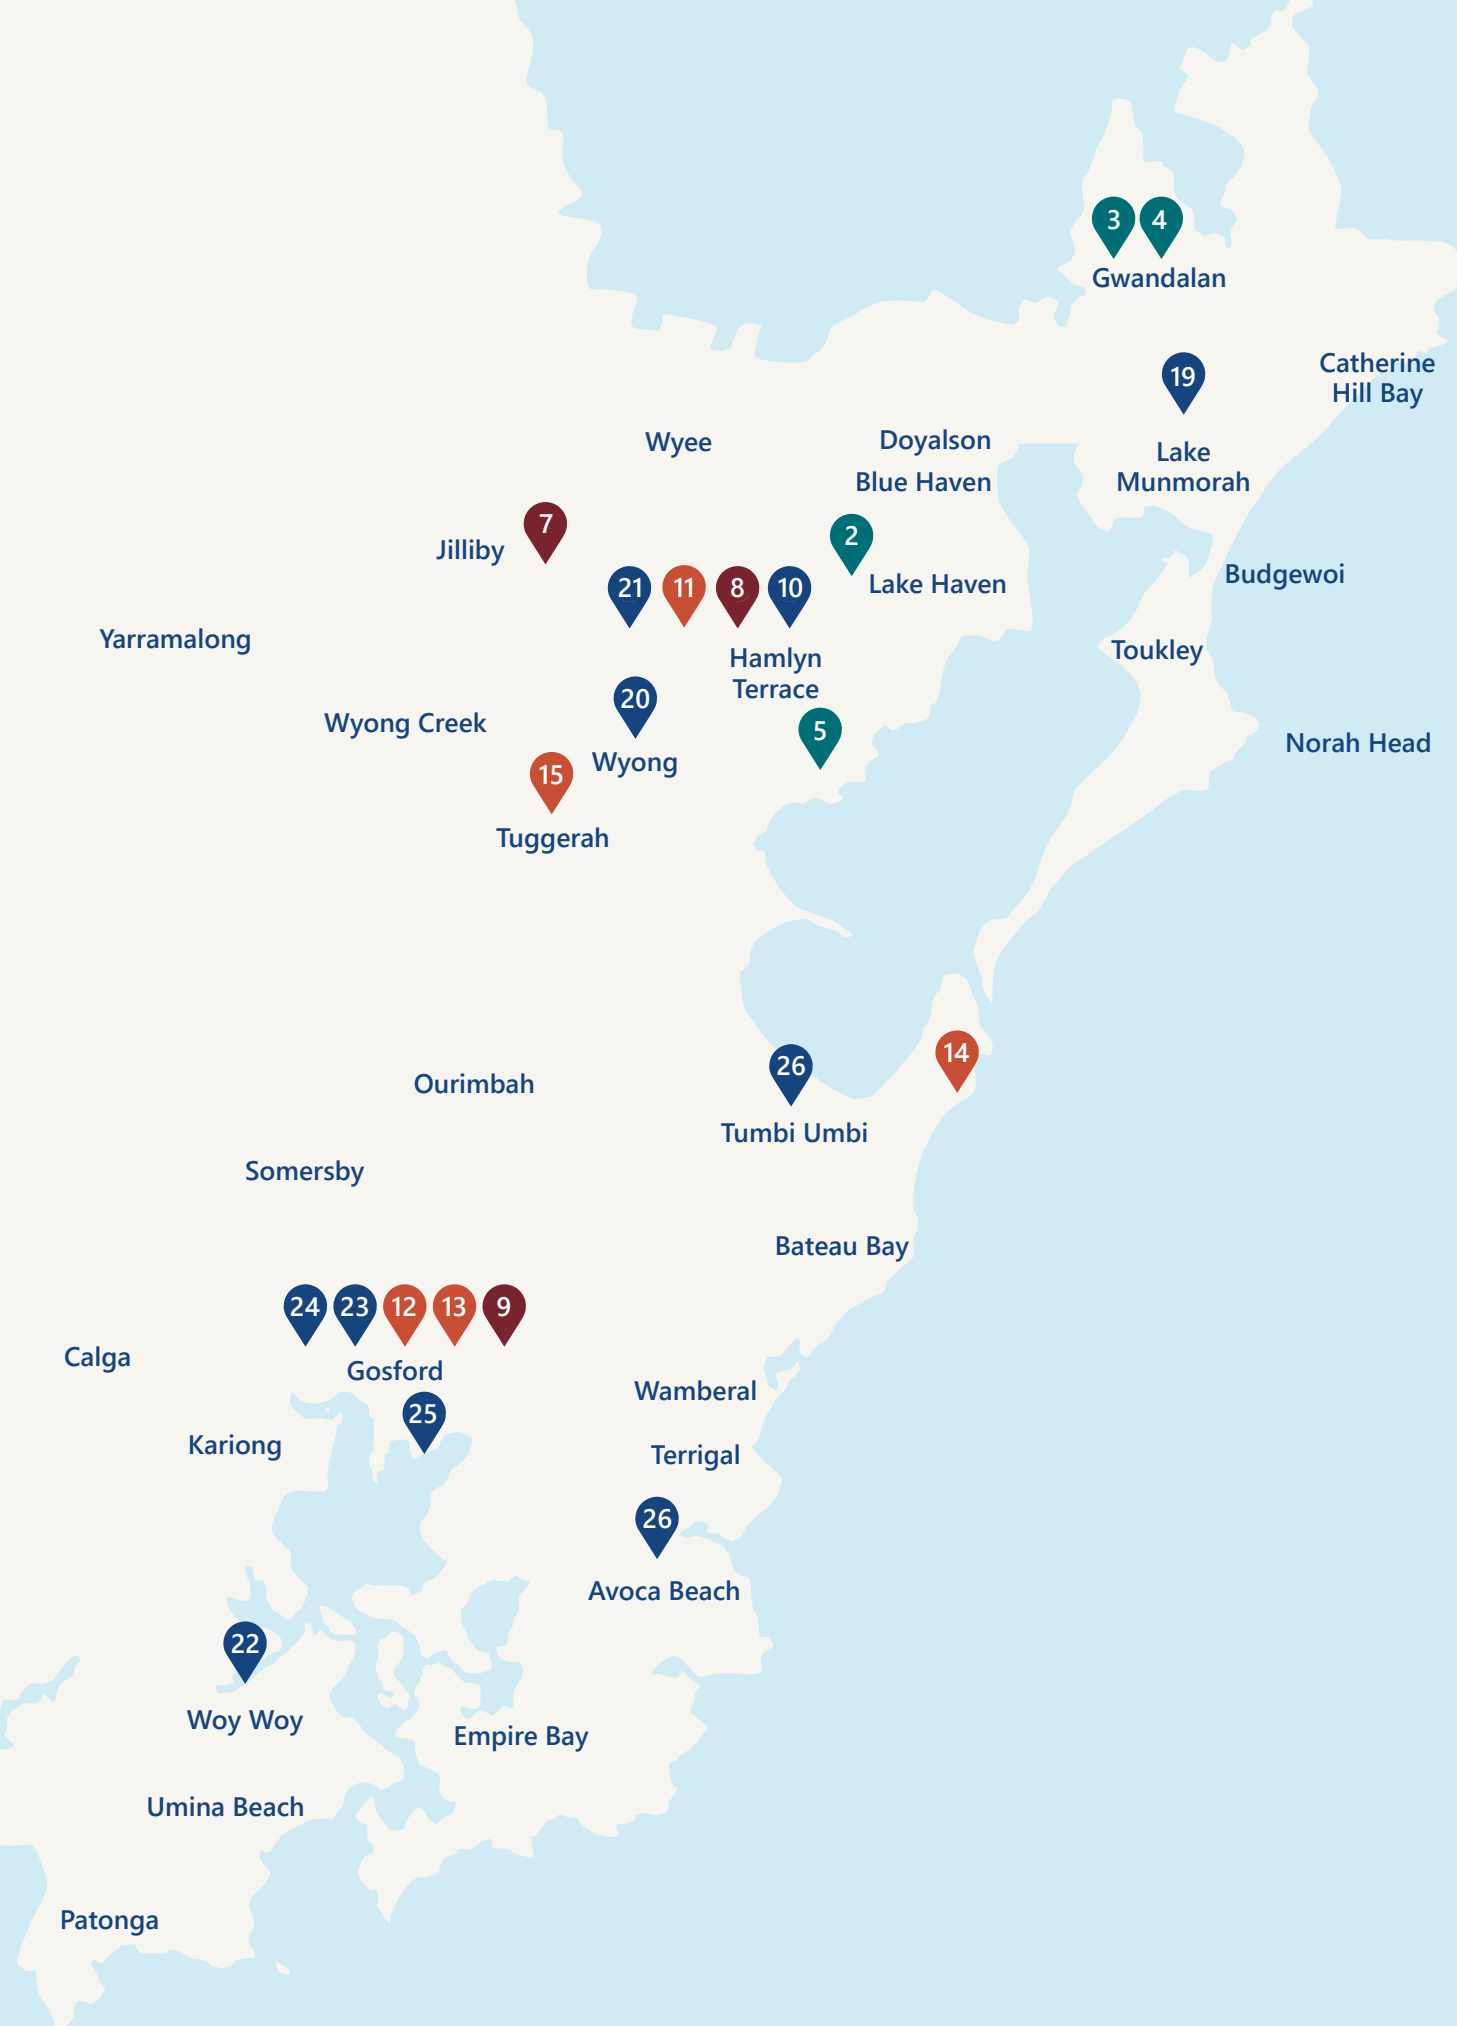 3 4
Gwandalan
Catherine
Hill Bay
19
Lake
Munmorah
Wyee
Doyalson
Blue Haven
7
Jilliby
2
Lake Haven
Budgewoi
21 11 8 10
Yarramalong
Hamlyn
Terrace
Toukley
20
Wyong Creek
5
Norah Head
Wyong
15
Tuggerah
14
26
Ourimbah
Tumbi Umbi
Somersby
Bateau Bay
24 23 12 13 9
Calga
Gosford
Wamberal
25
Kariong
Terrigal
26
Avoca Beach
22
Woy Woy
Empire Bay
Umina Beach
Patonga